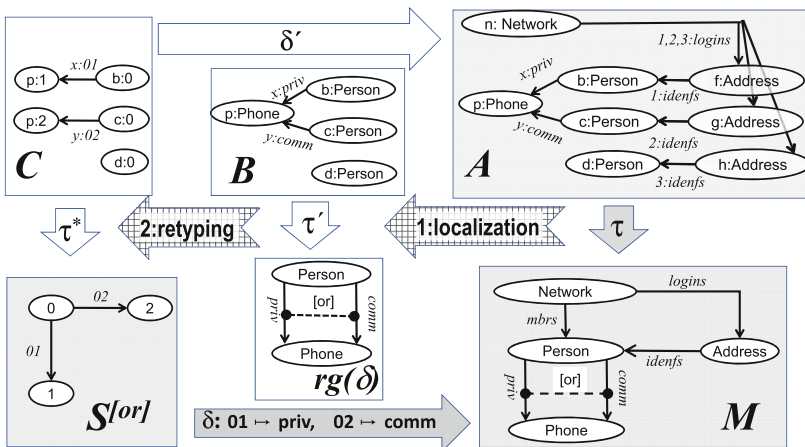 δ´
n: Network
1,2,3:logins
x:01
p:1
b:0
p:2
c:0
y:02
d:0
C
x:priv
b:Person
p:Phone
c:Person
y:comm
d:Person
B
x:priv
b:Person
f:Address
1:idenfs
p:Phone
c:Person
g:Address
y:comm
2:idenfs
d:Person
h:Address
3:idenfs
A
τ*
2:retyping
τ´
1:localization
τ
02
0
2
01
1
S[or]
Person
priv
[or]
comm
Phone
rg(δ)
Network
logins
mbrs
Person
idenfs
Address
priv
[or]
comm
Phone
M
δ: 01 ↦ priv, 02 ↦ comm